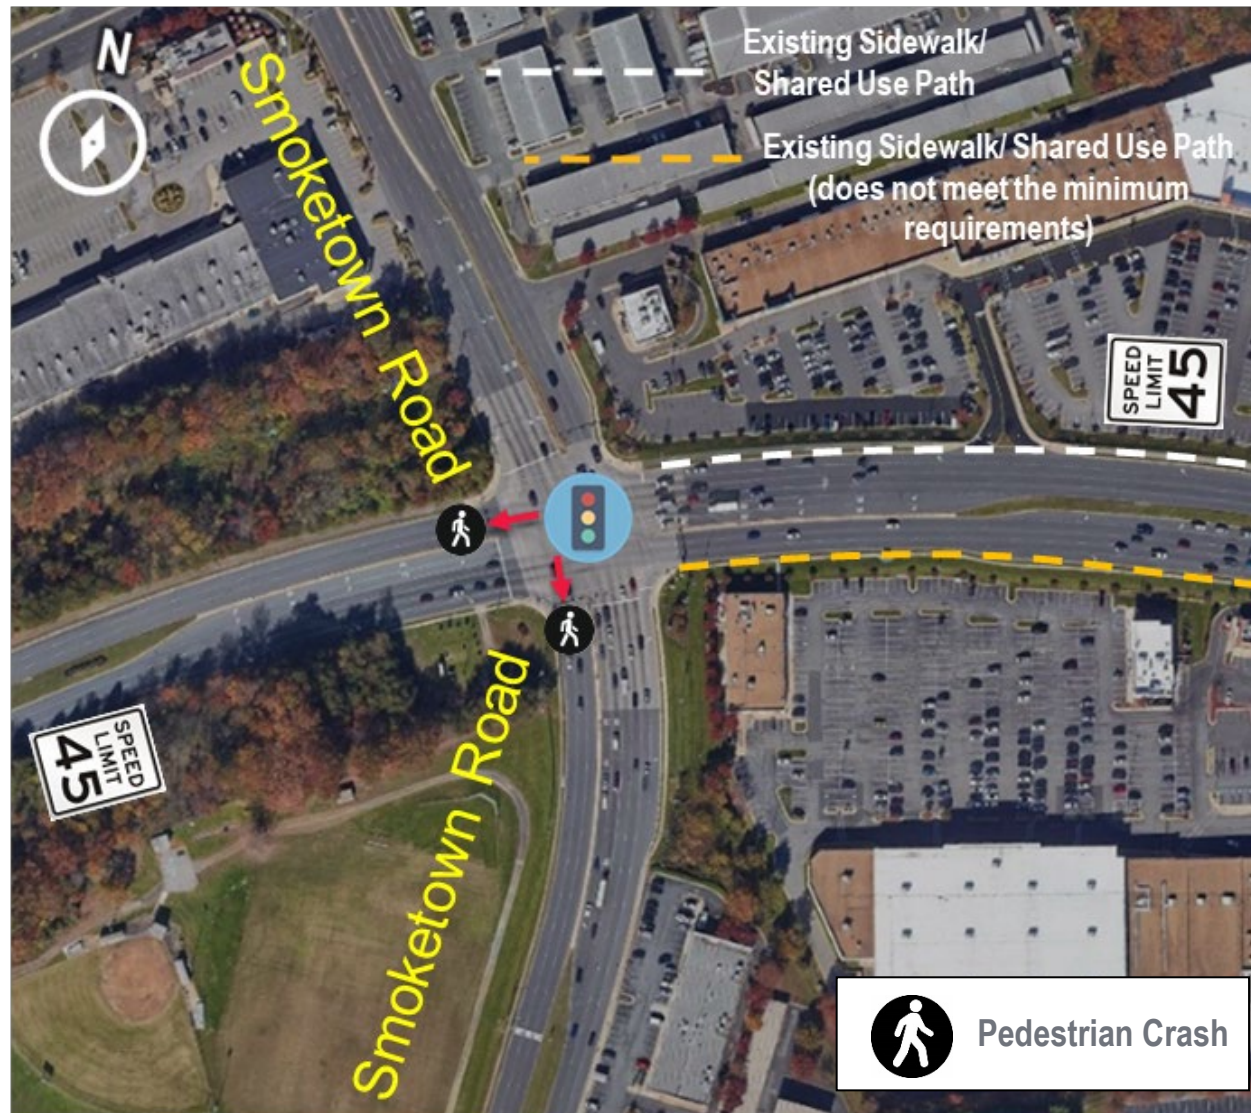 N
Existing Sidewalk/
Shared Use Path
Existing Sidewalk/ Shared Use Path
(does not meet the minimum
requirements)
Smoketown Road
SPEED
LIMIT
45
SPEED
LIMIT
45
Smoketown Road
Pedestrian Crash